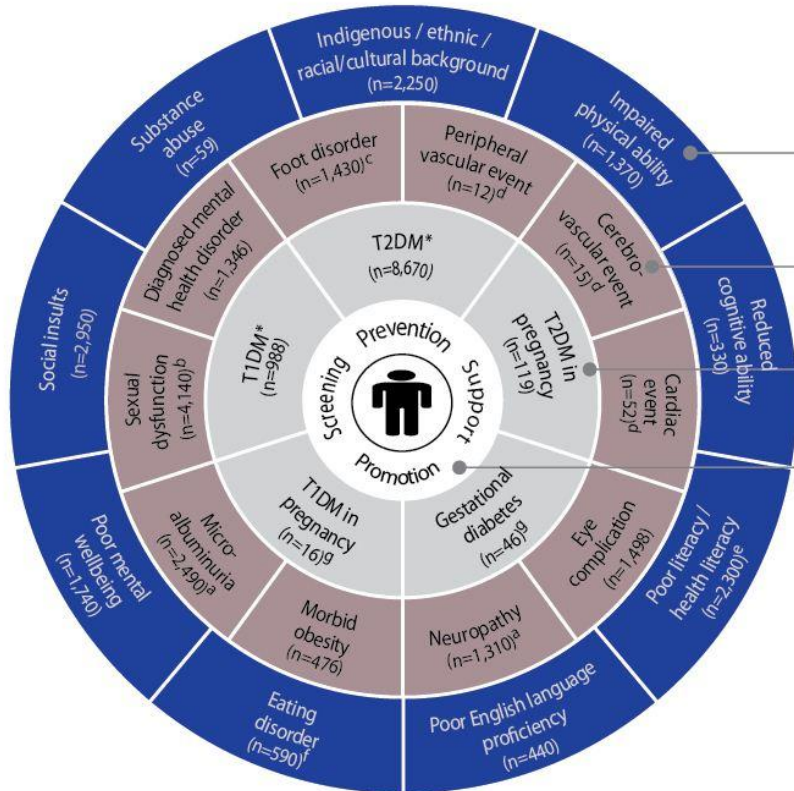 Indigenous / ethnic /
racial/cultural background
(n=2,250)
Impaired
physical ability
(n=1,370)
Reduced
cognitive ability
(n=330)
Poor literacy /
health literacy
(n=2,300)e
Poor English language
proficiency
(n=440)
Eating
disorder
(n=590)f
Poor mental
wellbeing
(n=1,740)
Social insults
(n=2,950)
Substance
abuse
(n=59)
Foot disorder
(n=1,430)c
Peripheral
vascular event
(n=12)d
Cerebro-
vascular event
(n=15)d
Cardiac
event
(n=52)d
Eye
complication
(n=1,498)
Neuropathy
(n=1,310)a
Morbid
obesity
(n=476)
Micro-
albuminuria
(n=2,490)a
Sexual
dysfunction
(n=4,140)b
Diagnosed mental
health disorder
(n=1,346)
T2DM*
(n=8,670)
T2DM in
pregnancy
(n=119)
Gestational
diabetes
(n=46)g
T1DM in
pregnancy
(n=16)g
T1DM*
(n=988)
Prevention
Support
Promotion
Screening